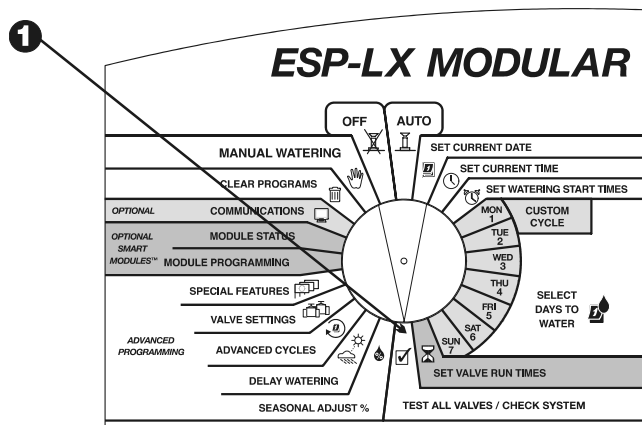 1
ESP-LX MODULAR
OFF
AUTO
MANUAL WATERING
SET CURRENT DATE
CLEAR PROGRAMS
SET CURRENT TIME
SET WATERING START TIMES
OPTIONAL
COMMUNICATIONS
MON
1
CUSTOM
CYCLE
OPTIONAL
SMART
MODULES™
MODULE STATUS
MODULE PROGRAMMING
TUE
2
WED
3
THU
4
FRI
5
SAT
6
SUN
7
SELECT
DAYS TO
WATER
SPECIAL FEATURES
VALVE SETTINGS
ADVANCED
PROGRAMMING
ADVANCED CYCLES
DELAY WATERING
SEASONAL ADJUST %
SET VALVE RUN TIMES
TEST ALL VALVES / CHECK SYSTEM